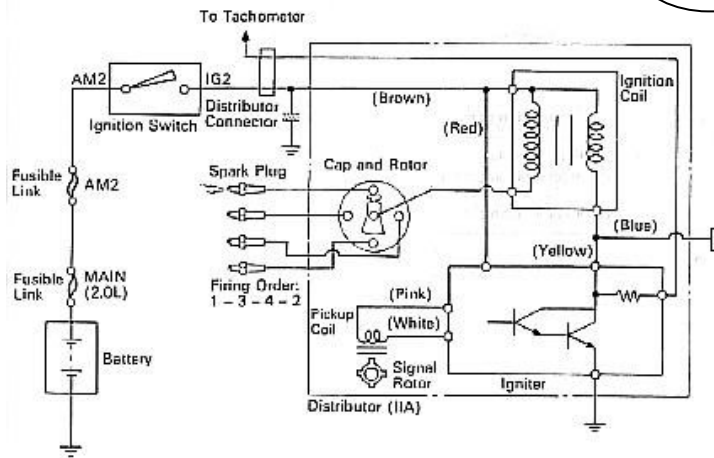 To Tachometer
AM2
IG2
Ignition Switch
Distributor
Connector
(Brown)
Ignition
Coil
(Red)
Fusible
Link
AM2
Spark Plug
Cap and Rotor
(Blue)
(Yellow)
Fusible
Link
MAIN
(2.0L)
Firing Order:
1 - 3 - 4 - 2
(Pink)
Pickup
Coil
(White)
Battery
Signal
Rotor
Igniter
Distributor (IIA)